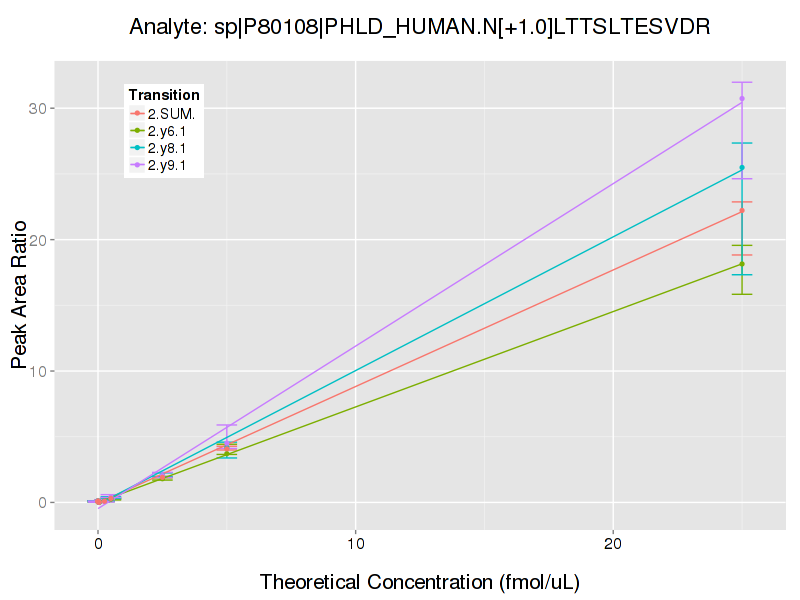 Analyte: sp|P80108|PHLD_HUMAN.N[+1.0]LTTSLTESVDR
Transition
2.SUM.
2.y6.1
2.y8.1
2.y9.1
Peak Area Ratio
30
20
10
0
0 10 20
Theoretical Concentration (fmol/uL)